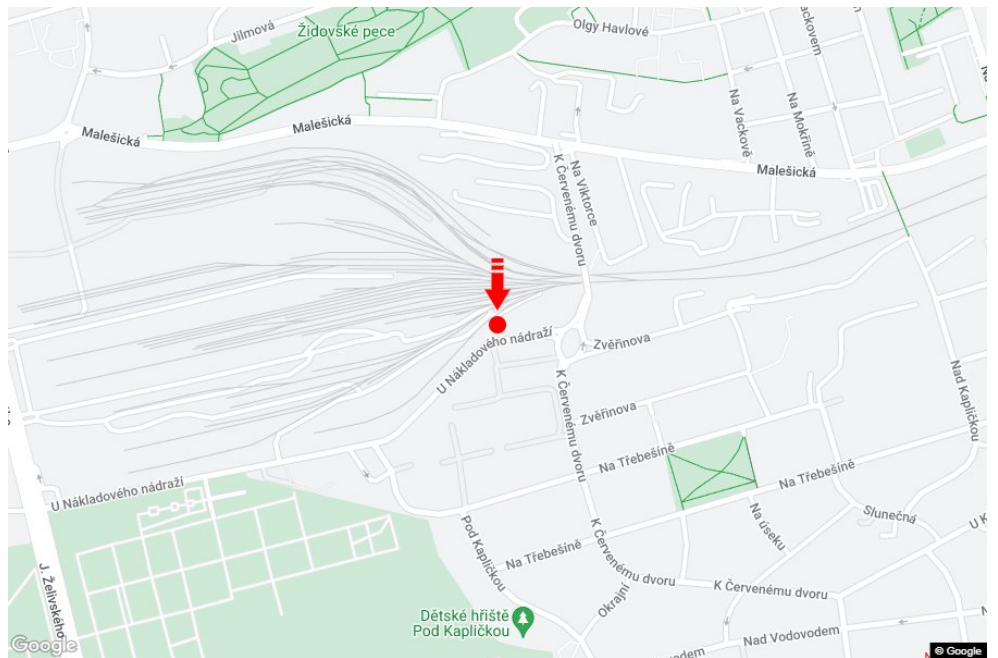 Židovské pece
Jilmová
Olgy Havlové
Malešická
Malešická
Na Vackově
Na Mokřině
Malešická
K Červenému dvoru
Na Viktorce
U Nákladového nádraží
Zvěřinova
K Červenému dvoru
Zvěřinova
Nad Kapličkou
Na Třebešíně
Na Třebešíně
U Nákladového nádraží
Pod Kapličkou
Na Třebešíně
K Červenému dvoru
Na úseku
Slunečná
J. Želivského
Okrajní
K Červenému dvoru
Dětské hřiště
Pod Kapličkou
Nad Vodovodem
Google
© Google